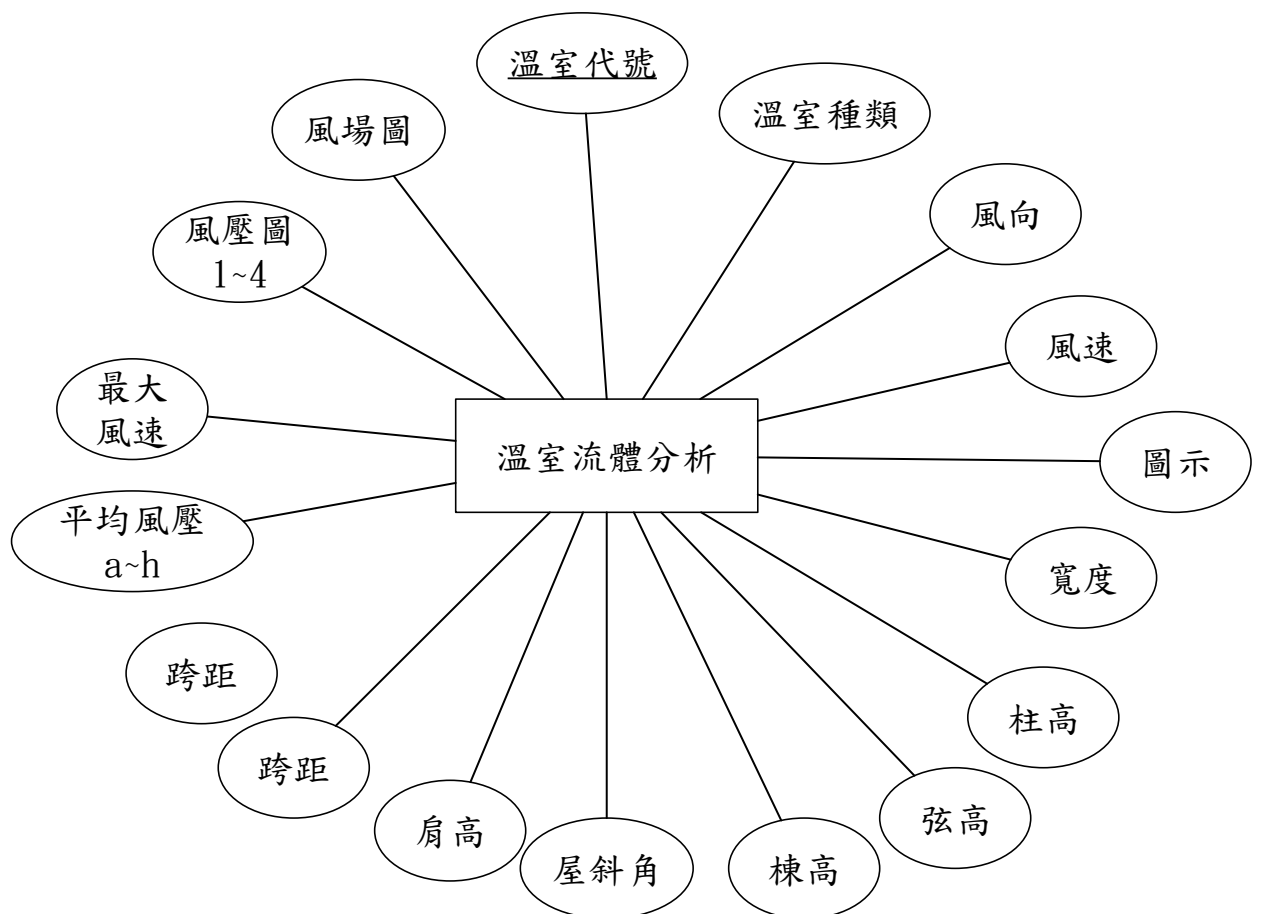 溫室代號
風場圖
溫室種類
風壓圖
1~4
風向
風速
最大
風速
溫室流體分析
圖示
平均風壓
a~h
寬度
跨距
跨距
柱高
肩高
屋斜角
棟高
弦高